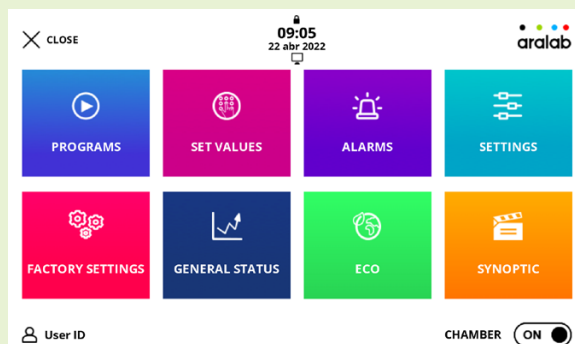 CLOSE
09:05
22 abr 2022
aralab
PROGRAMS
SET VALUES
ALARMS
SETTINGS
FACTORY SETTINGS
GENERAL STATUS
ECO
SYNOPTIC
User ID
CHAMBER
ON